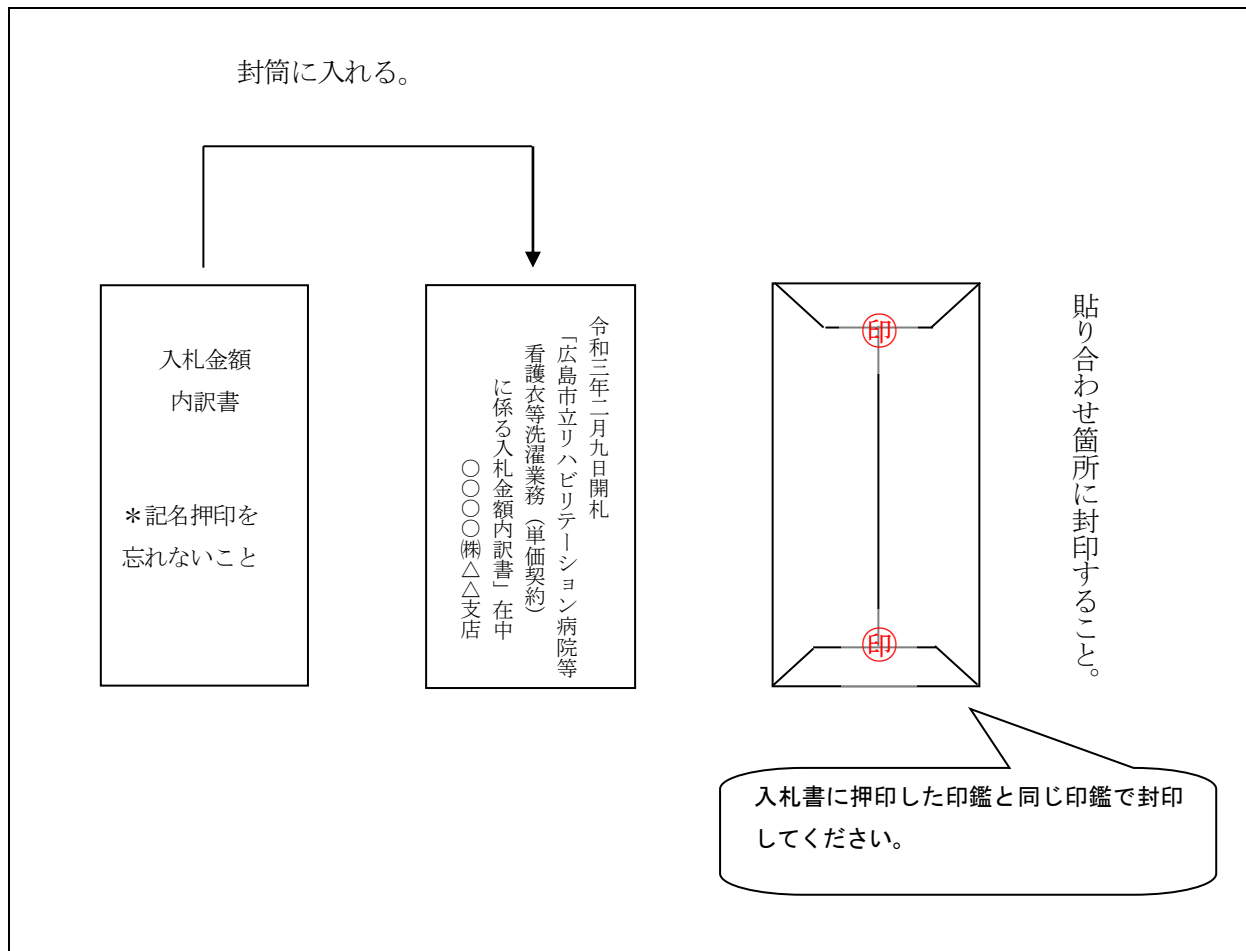 封筒に入れる。
入札金額
内訳書
＊記名押印を
忘れないこと
令和三年二月九日開札
「広島市立リハビリテーション病院等
看護衣等洗濯業務（単価契約）
に係る入札金額内訳書」在中
〇〇〇〇㈱△△支店
印
印
貼り合わせ箇所に封印すること。
入札書に押印した印鑑と同じ印鑑で封印
してください。